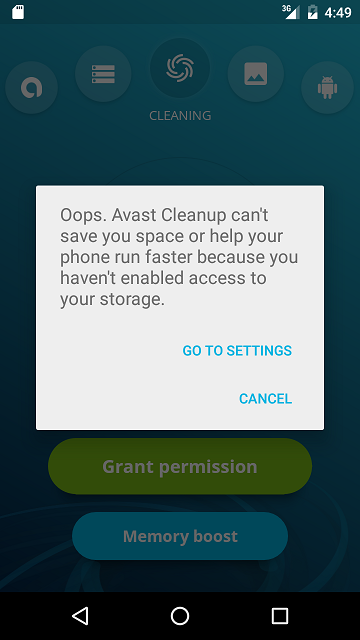 3G 4:49
CLEANING
Oops. Avast Cleanup can't
save you space or help your
phone run faster because you
haven't enabled access to
your storage.
GO TO SETTINGS
CANCEL
Grant permission
Memory boost